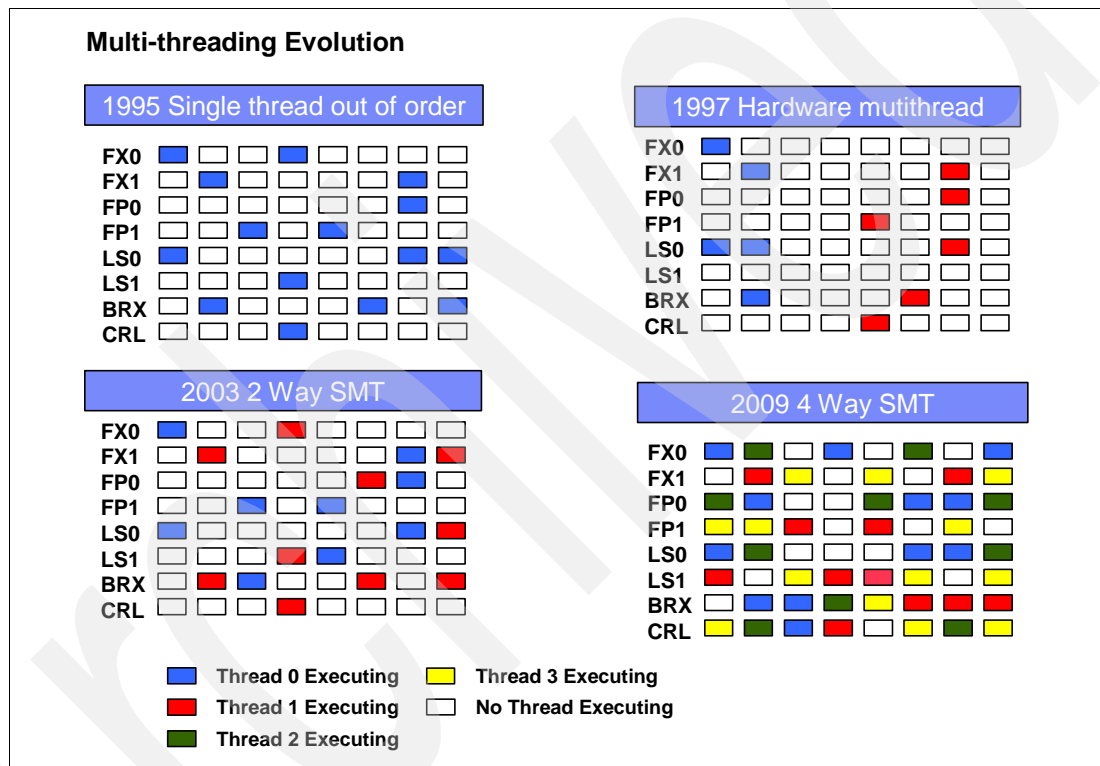 Multi-threading Evolution
1995 Single thread out of order
FX0
FX1
FP0
FP1
LS0
LS1
BRX
CRL
1997 Hardware mutithread
FX0
FX1
FP0
FP1
LS0
LS1
BRX
CRL
2003 2 Way SMT
FX0
FX1
FP0
FP1
LS0
LS1
BRX
CRL
2009 4 Way SMT
FX0
FX1
FP0
FP1
LS0
LS1
BRX
CRL
Thread 0 Executing
Thread 1 Executing
Thread 2 Executing
Thread 3 Executing
No Thread Executing